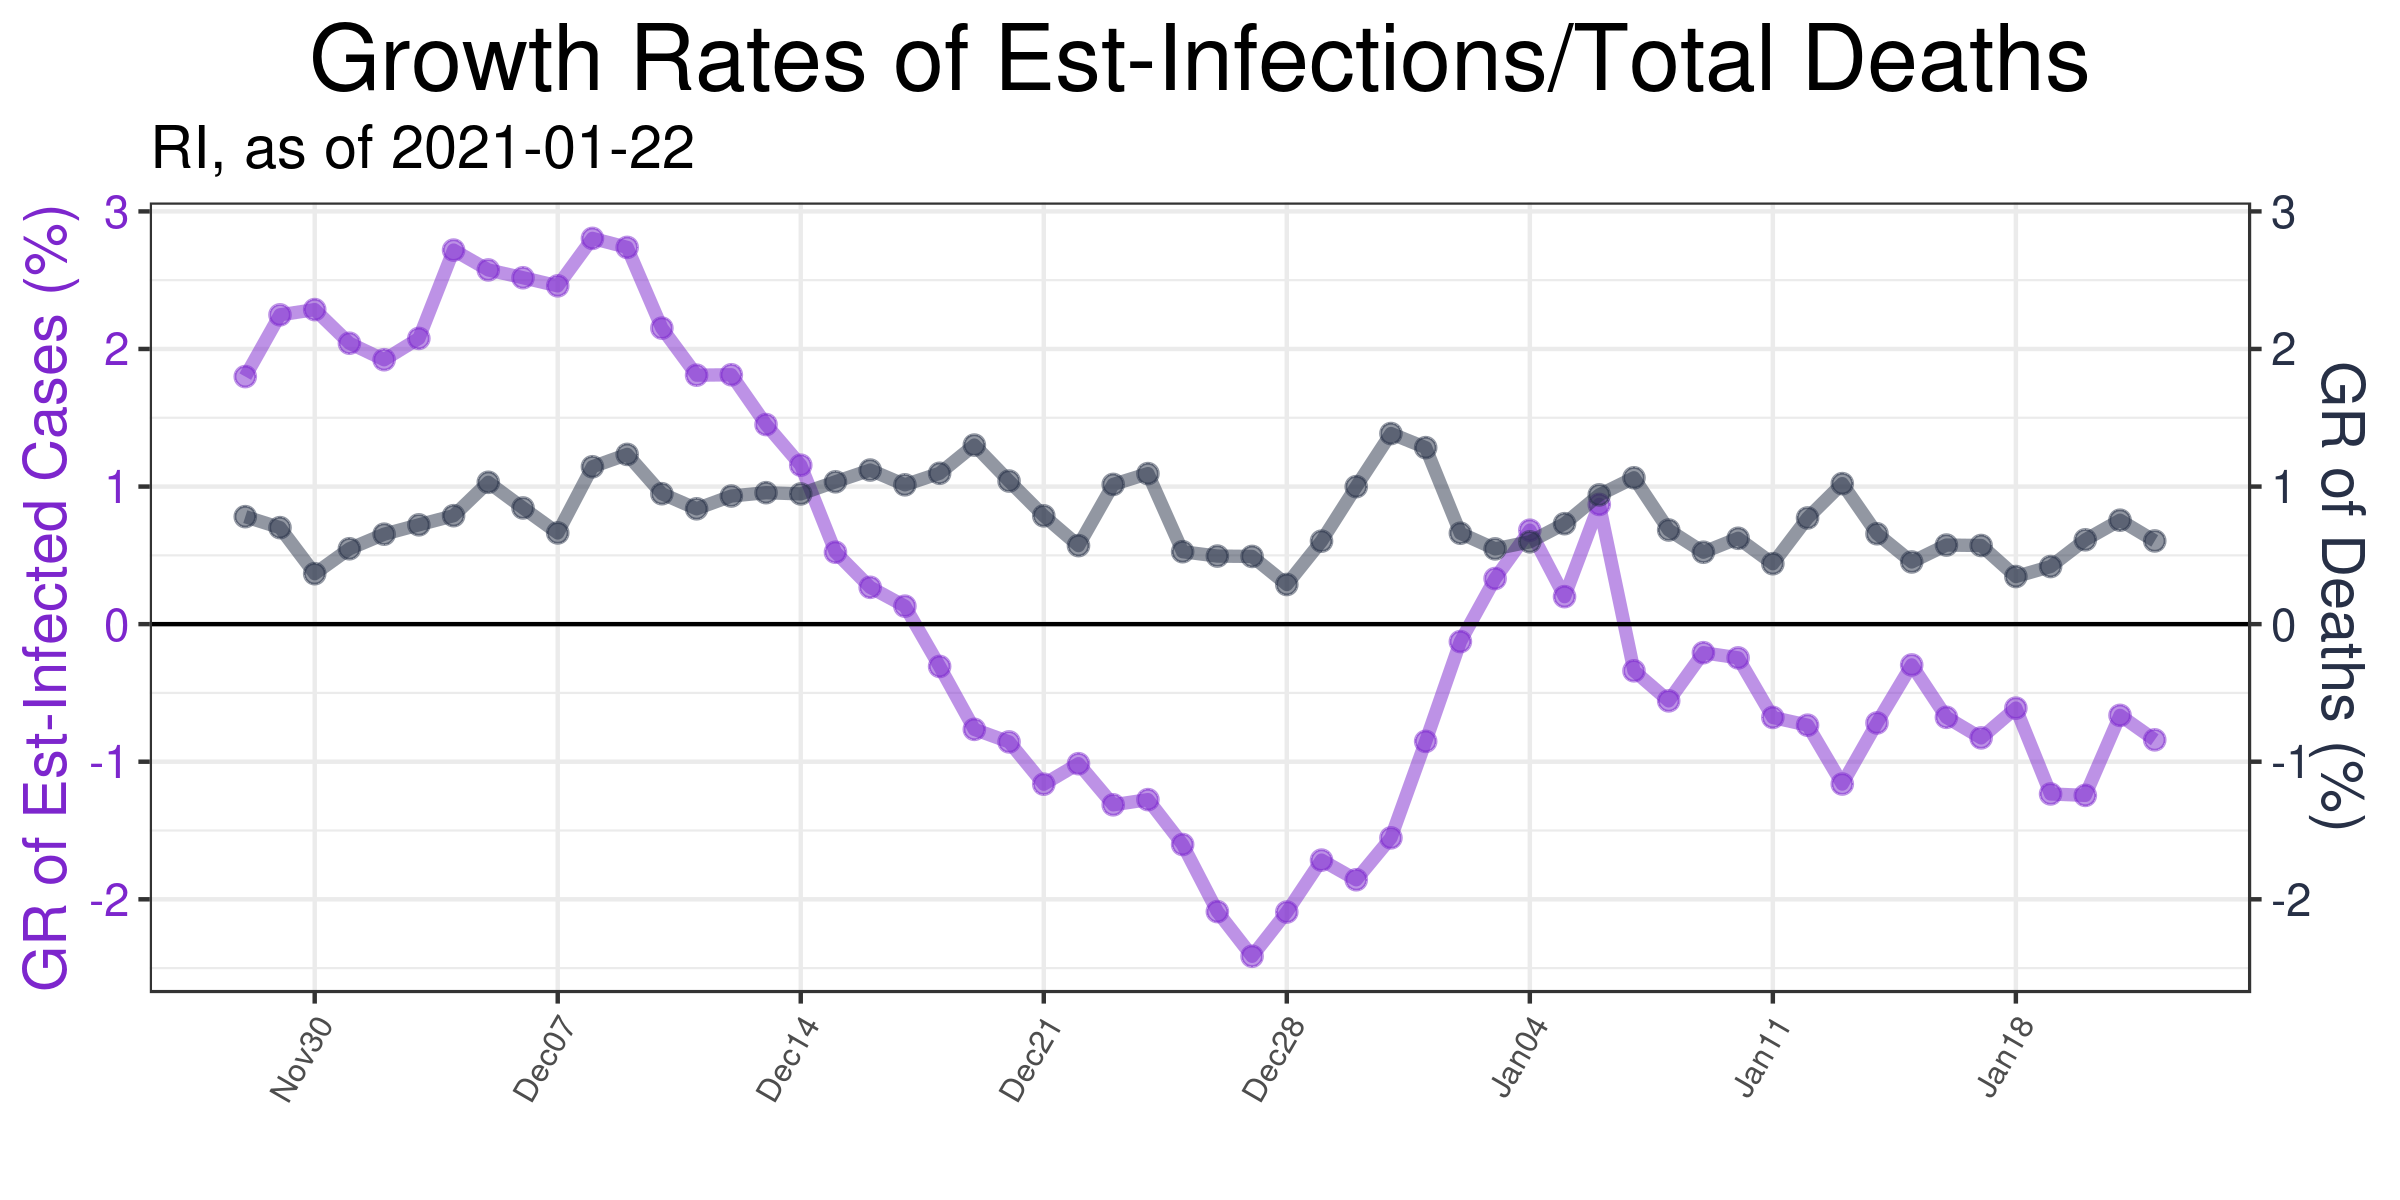 Growth Rates of Est-Infections/Total Deaths
RI, as of 2021-01-22
GR of Est-Infected Cases (%)
3
2
1
0
-1
-2
3
2
1
0
-1
-2
GR of Deaths (%)
Nov30
Dec07
Dec14
Dec21
Dec28
Jan04
Jan11
Jan18